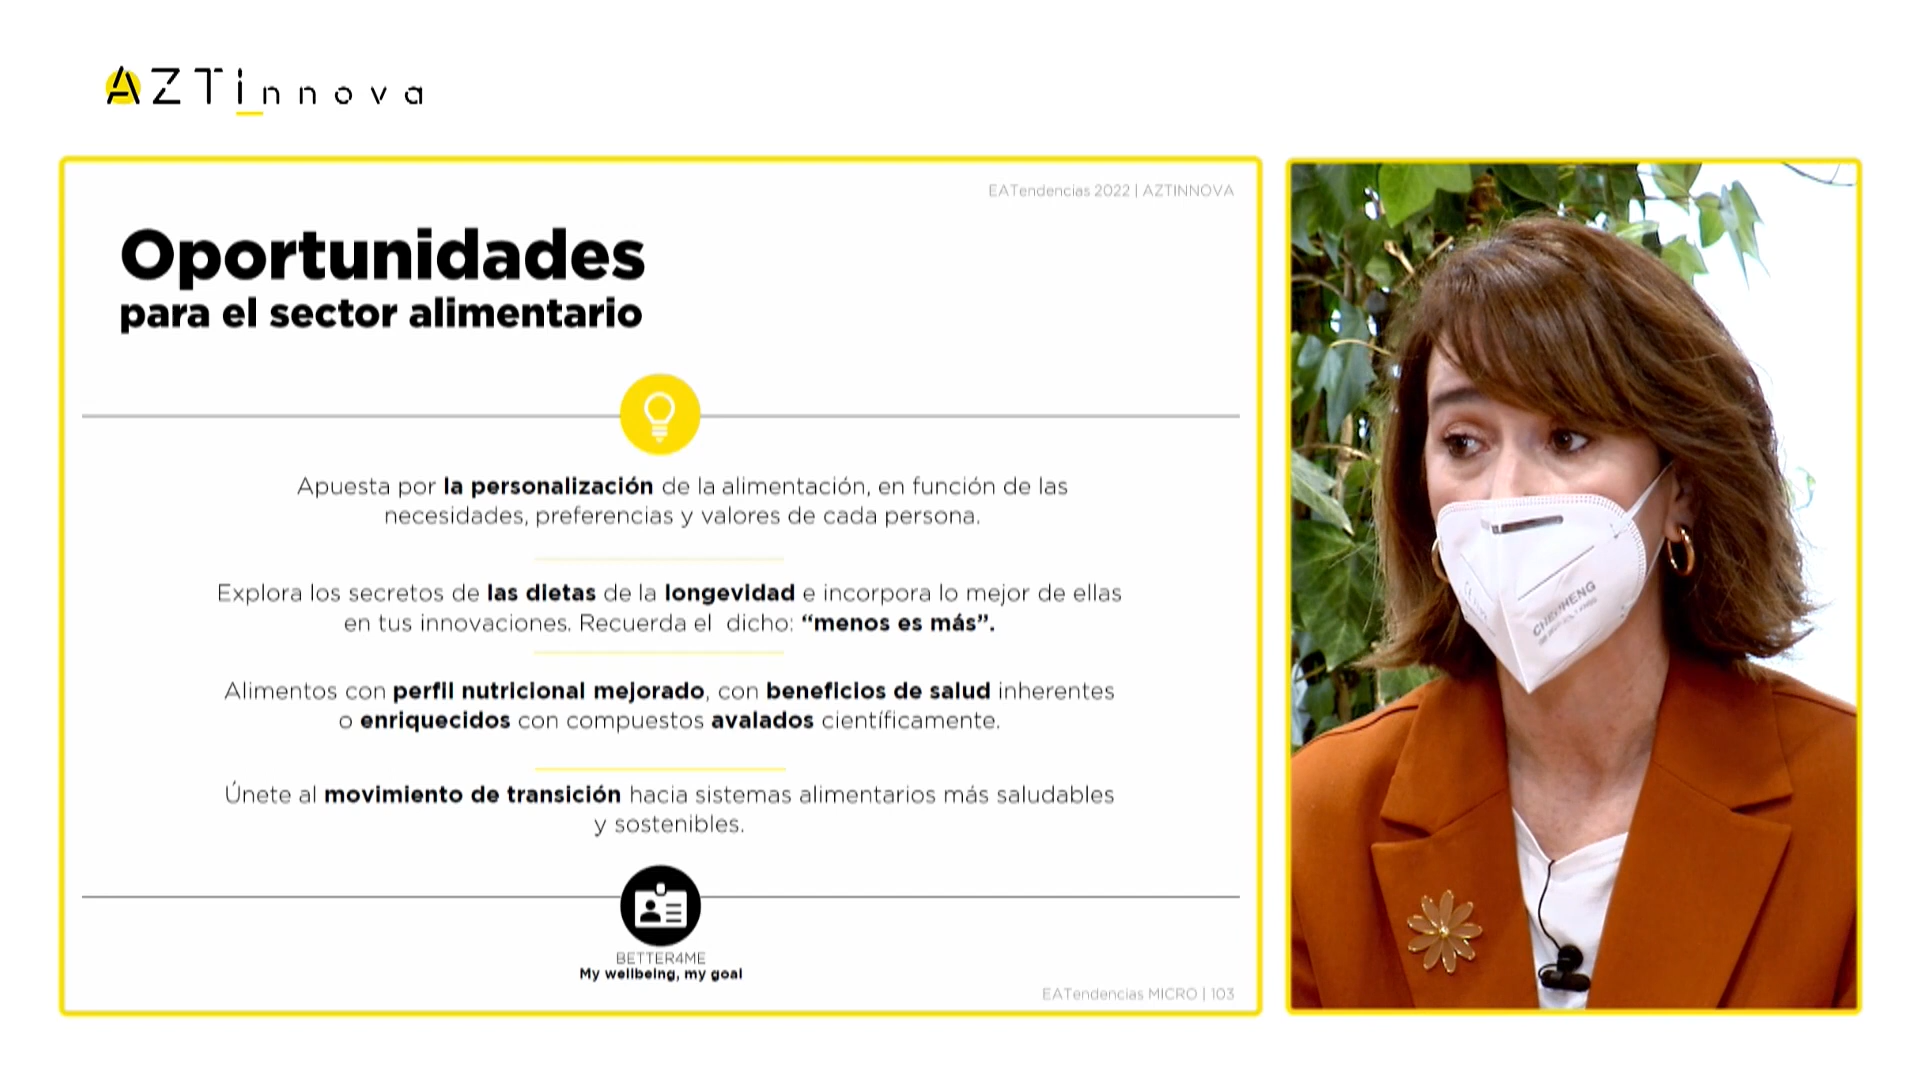 AZTInnova
EATendencias 2022 | AZTINNOVA
Oportunidades
para el sector alimentario
Apuesta por la personalización de la alimentación, en función de las
necesidades, preferencias y valores de cada persona.
Explora los secretos de las dietas de la longevidad e incorpora lo mejor de ellas
en tus innovaciones. Recuerda el dicho: “menos es más”.
Alimentos con perfil nutricional mejorado, con beneficios de salud inherentes
o enriquecidos con compuestos avalados científicamente.
Únete al movimiento de transición hacia sistemas alimentarios más saludables
y sostenibles.
BETTER4ME
My wellbeing, my goal
EATendencias MICRO | 103